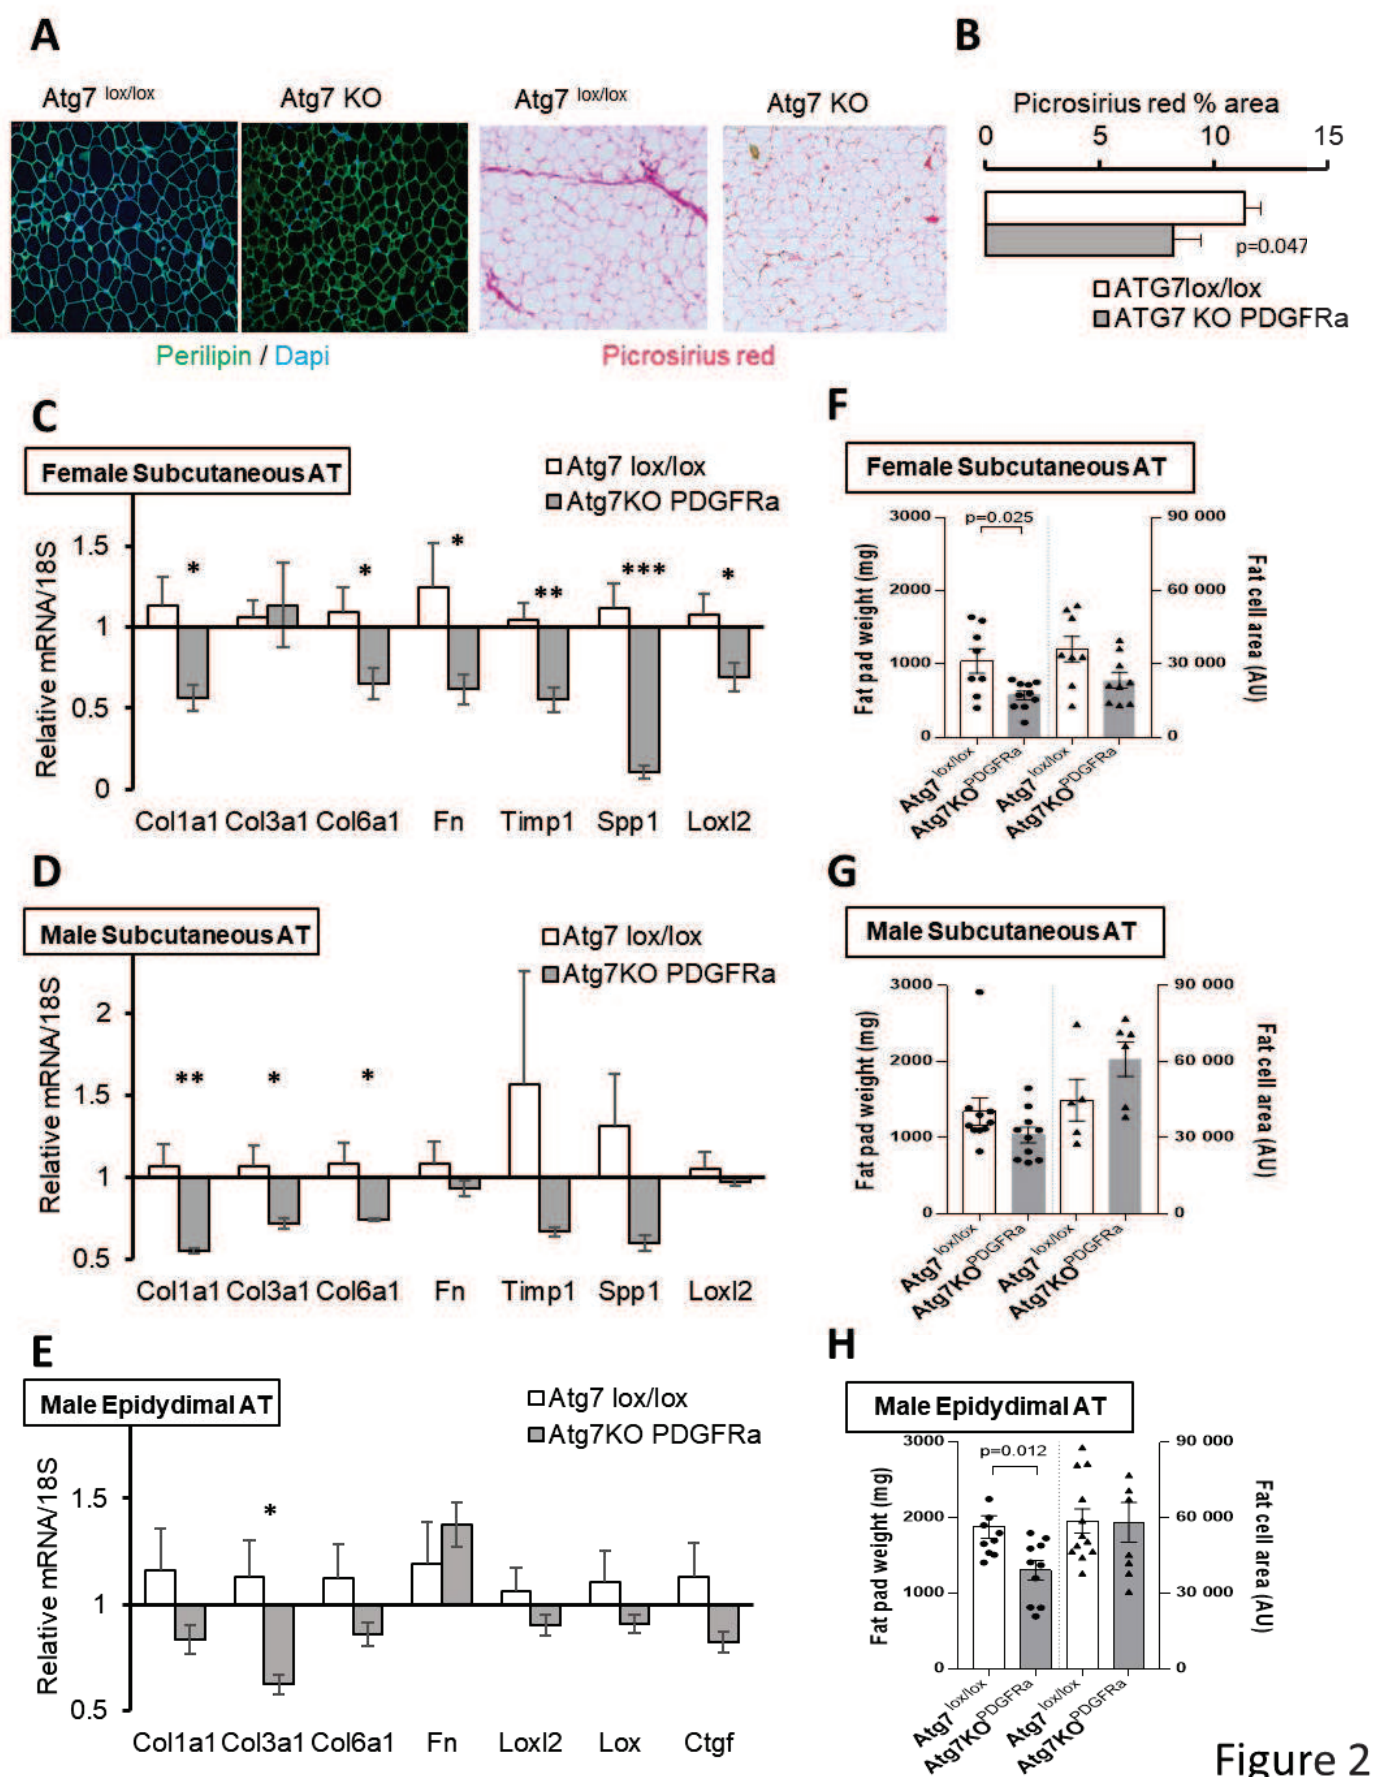 A
Atg7 lox/lox
Atg7 KO
Atg7 lox/lox
Atg7 KO
Perilipin / Dapi
Picrosirius red
B
Picrosirius red % area
0 5 10 15
p=0.047
ATG7lox/lox
ATG7 KO PDGFRa
C
Female Subcutaneous AT
Atg7 lox/lox
Atg7KO PDGFRa
Relative mRNA/18S
1.5
1
0.5
0
* * * ** *** *
Col1a1 Col3a1 Col6a1 Fn Timp1 Spp1 Loxl2
F
Female Subcutaneous AT
Fat pad weight (mg)
3000
2000
1000
0
p=0.025
90 000
60 000
30 000
0
Fat cell area (AU)
Atg7 lox/lox
Atg7KO PDGFRa
Atg7 lox/lox
Atg7KO PDGFRa
D
Male Subcutaneous AT
Atg7 lox/lox
Atg7KO PDGFRa
Relative mRNA/18S
2
1.5
1
0.5
** * *
Col1a1 Col3a1 Col6a1 Fn Timp1 Spp1 Loxl2
G
Male Subcutaneous AT
Fat pad weight (mg)
3000
2000
1000
0
90 000
60 000
30 000
0
Fat cell area (AU)
Atg7 lox/lox
Atg7KO PDGFRa
Atg7 lox/lox
Atg7KO PDGFRa
E
Male Epidydimal AT
Atg7 lox/lox
Atg7KO PDGFRa
Relative mRNA/18S
1.5
1
0.5
*
Col1a1 Col3a1 Col6a1 Fn Loxl2 Lox Ctgf
H
Male Epidydimal AT
Fat pad weight (mg)
3000
2000
1000
0
p=0.012
90 000
60 000
30 000
0
Fat cell area (AU)
Atg7 lox/lox
Atg7KO PDGFRa
Atg7 lox/lox
Atg7KO PDGFRa
Figure 2